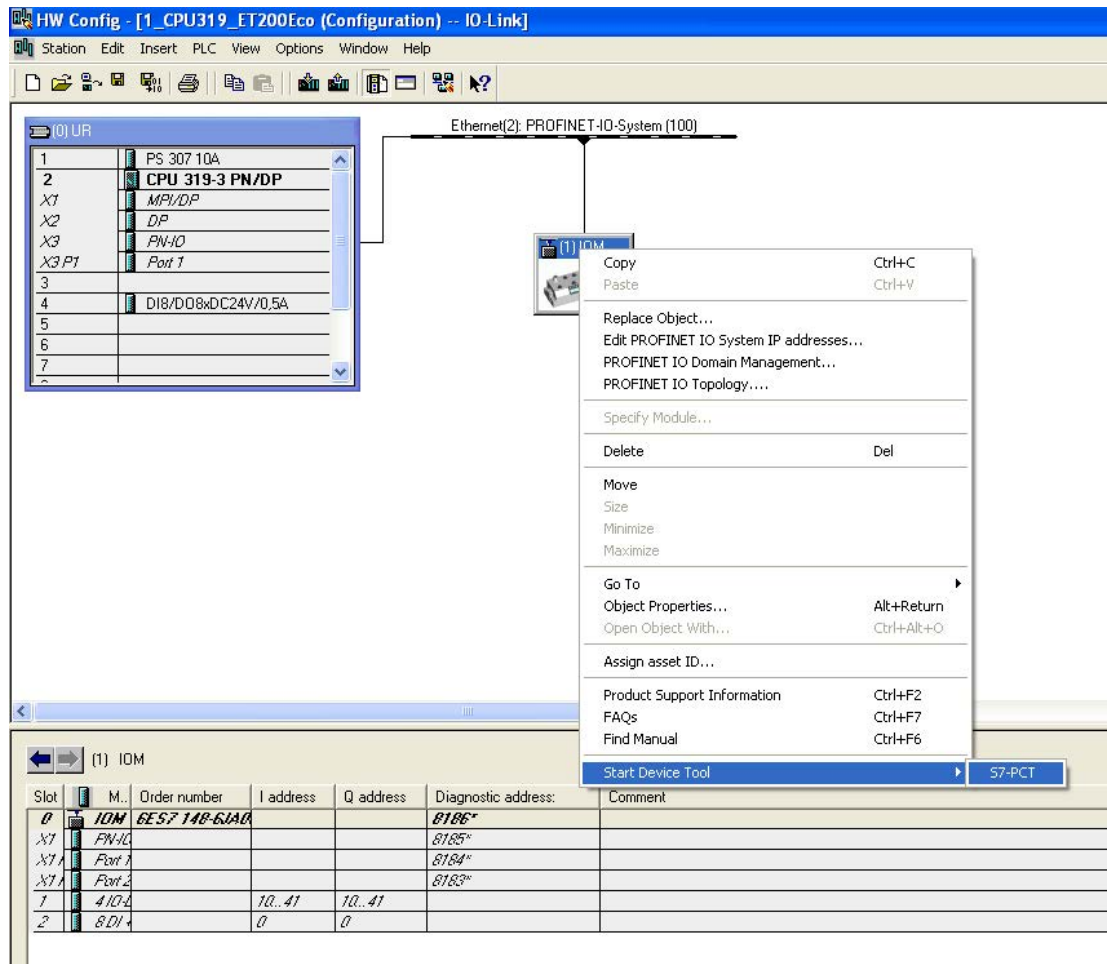 HW Config - [1_CPU319_ET200Eco (Configuration) -- IO-Link]
Station Edit Insert PLC View Options Window Help
(0) UR
1 PS 307 10A
2 CPU 319-3 PN/DP
X1 MPI/DP
X2 DP
X3 PN-IO
X3 P1 Port 1
3
4 DI8/DO8xDC24V/0,5A
5
6
7
Ethernet(2): PROFINET-IO-System (100)
(1) IOM
Copy Ctrl+C
Paste Ctrl+V
Replace Object...
Edit PROFINET IO System IP addresses...
PROFINET IO Domain Management...
PROFINET IO Topology....
Specify Module...
Delete Del
Move
Size
Minimize
Maximize
Go To
Object Properties... Alt+Return
Open Object With... Ctrl+Alt+O
Assign asset ID...
Product Support Information Ctrl+F2
FAQs Ctrl+F7
Find Manual Ctrl+F6
Start Device Tool
S7-PCT
(1) IOM
Slot M.. Order number I address Q address Diagnostic address: Comment
0 IOM 6ES7 148-6JA0 8186*
X1 PN-IO 8185*
X1 Port 1 8184*
X1 Port 2 8183*
1 4 IO-L 10..41 10..41
2 8 DI + 0 0